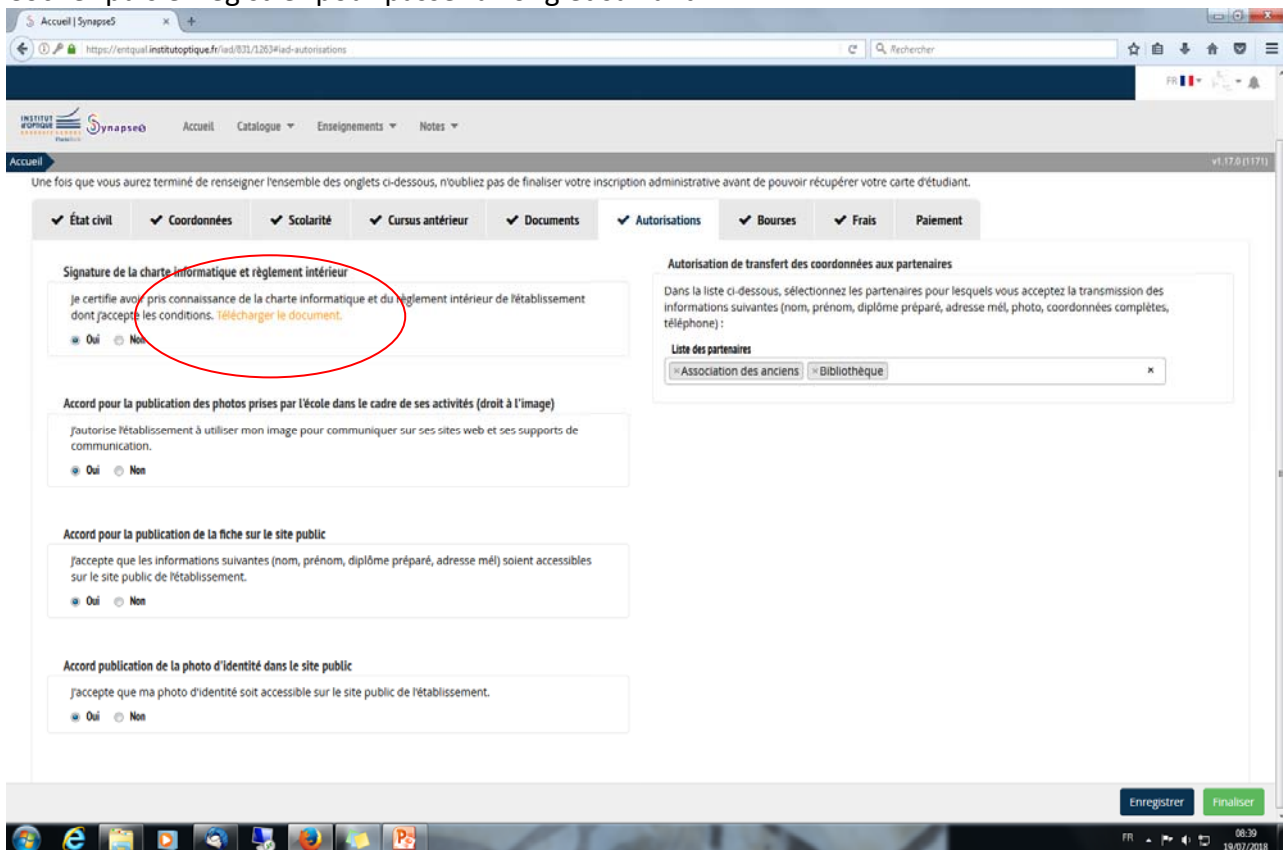 Accueil | Synapse5
https://entqual.institutoptique.fr/iad/831/1263#iad-autorisations
Rechercher
FR
INSTITUT
d'OPTIQUE
Synapse
Accueil Catalogue Enseignements Notes
Accueil
v1.17.0 (1171)
Une fois que vous aurez terminé de renseigner l'ensemble des onglets ci-dessous, n'oubliez pas de finaliser votre inscription administrative avant de pouvoir récupérer votre carte d'étudiant.
État civil Coordonnées Scolarité Cursus antérieur Documents Autorisations Bourses Frais Paiement
Signature de la charte informatique et règlement intérieur
Je certifie avoir pris connaissance de la charte informatique et du règlement intérieur de l'établissement
dont j'accepte les conditions. Télécharger le document.
Oui Non
Accord pour la publication des photos prises par l'école dans le cadre de ses activités (droit à l'image)
J'autorise l'établissement à utiliser mon image pour communiquer sur ses sites web et ses supports de
communication.
Oui Non
Accord pour la publication de la fiche sur le site public
J'accepte que les informations suivantes (nom, prénom, diplôme préparé, adresse mél) soient accessibles
sur le site public de l'établissement.
Oui Non
Accord publication de la photo d'identité dans le site public
J'accepte que ma photo d'identité soit accessible sur le site public de l'établissement.
Oui Non
Autorisation de transfert des coordonnées aux partenaires
Dans la liste ci-dessous, sélectionnez les partenaires pour lesquels vous acceptez la transmission des
informations suivantes (nom, prénom, diplôme préparé, adresse mél, photo, coordonnées complètes,
téléphone) :
Liste des partenaires
×Association des anciens ×Bibliothèque ×
Enregistrer Finaliser
FR 08:39
19/07/2018